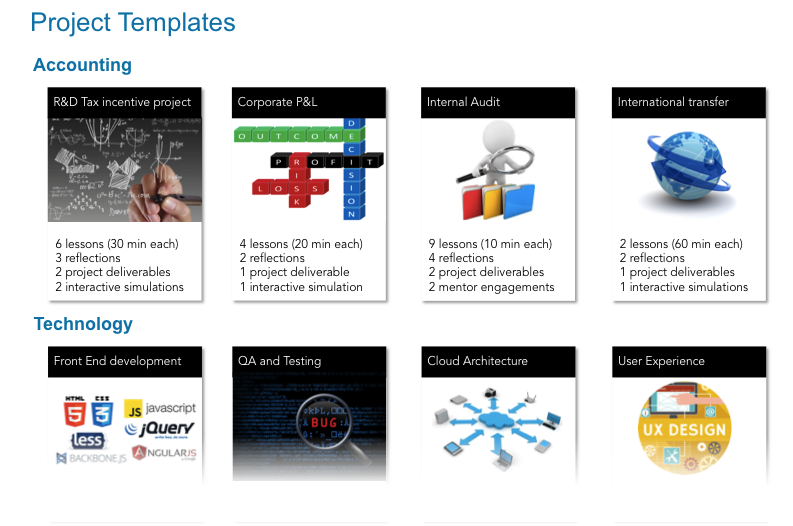 Project Templates
Accounting
R&D Tax incentive project
Corporate P&L
Internal Audit
International transfer
DECISION
OUTCOME
PROFIT
RISK
LOSS
6 lessons (30 min each)
3 reflections
2 project deliverables
2 interactive simulations
4 lessons (20 min each)
2 reflections
1 project deliverable
1 interactive simulation
9 lessons (10 min each)
4 reflections
2 project deliverables
2 mentor engagements
2 lessons (60 min each)
2 reflections
1 project deliverables
1 interactive simulations
Technology
Front End development
QA and Testing
Cloud Architecture
User Experience
HTML
5
CSS
3
JS javascript
jQuery
less
BACKBONE.JS
ANGULARJS
BUG
UX DESIGN